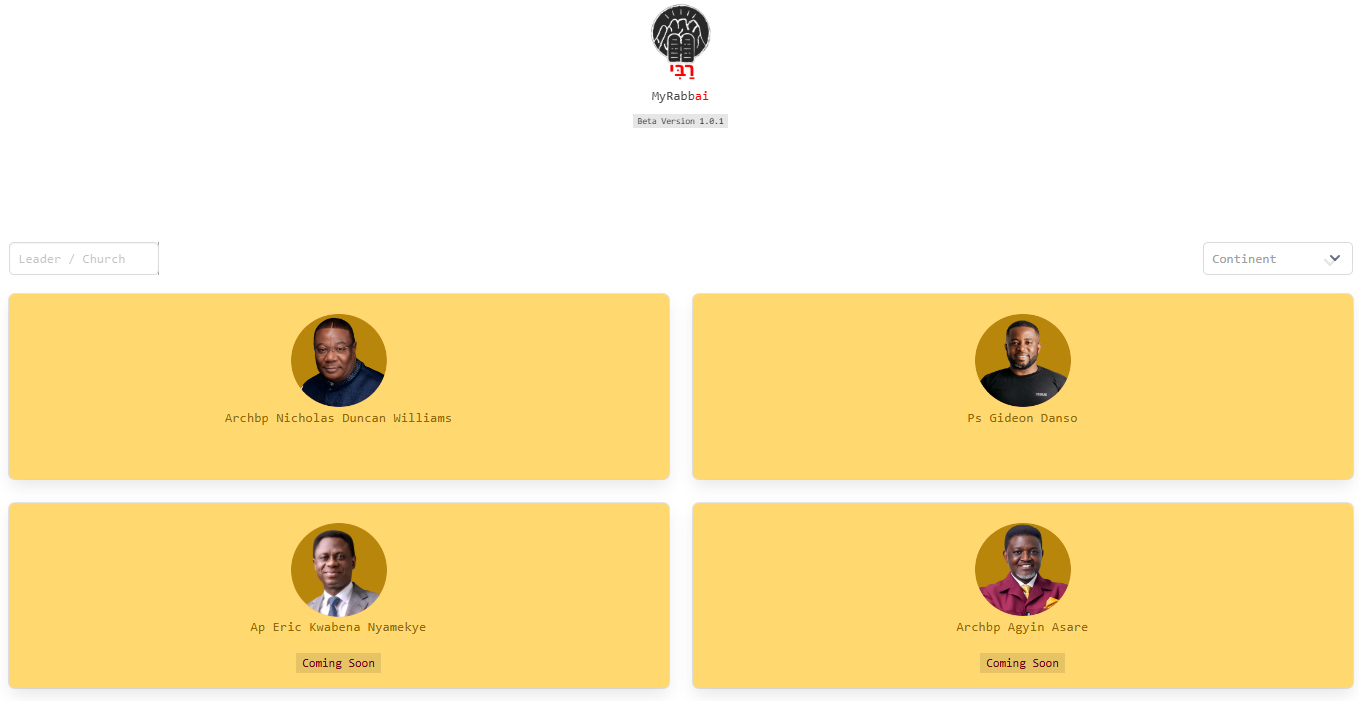 רַבִּי
MyRabbai
Beta Version 1.0.1
Leader / Church
Continent
Archbp Nicholas Duncan Williams
Ps Gideon Danso
Ap Eric Kwabena Nyamekye
Archbp Agyin Asare
Coming Soon
Coming Soon